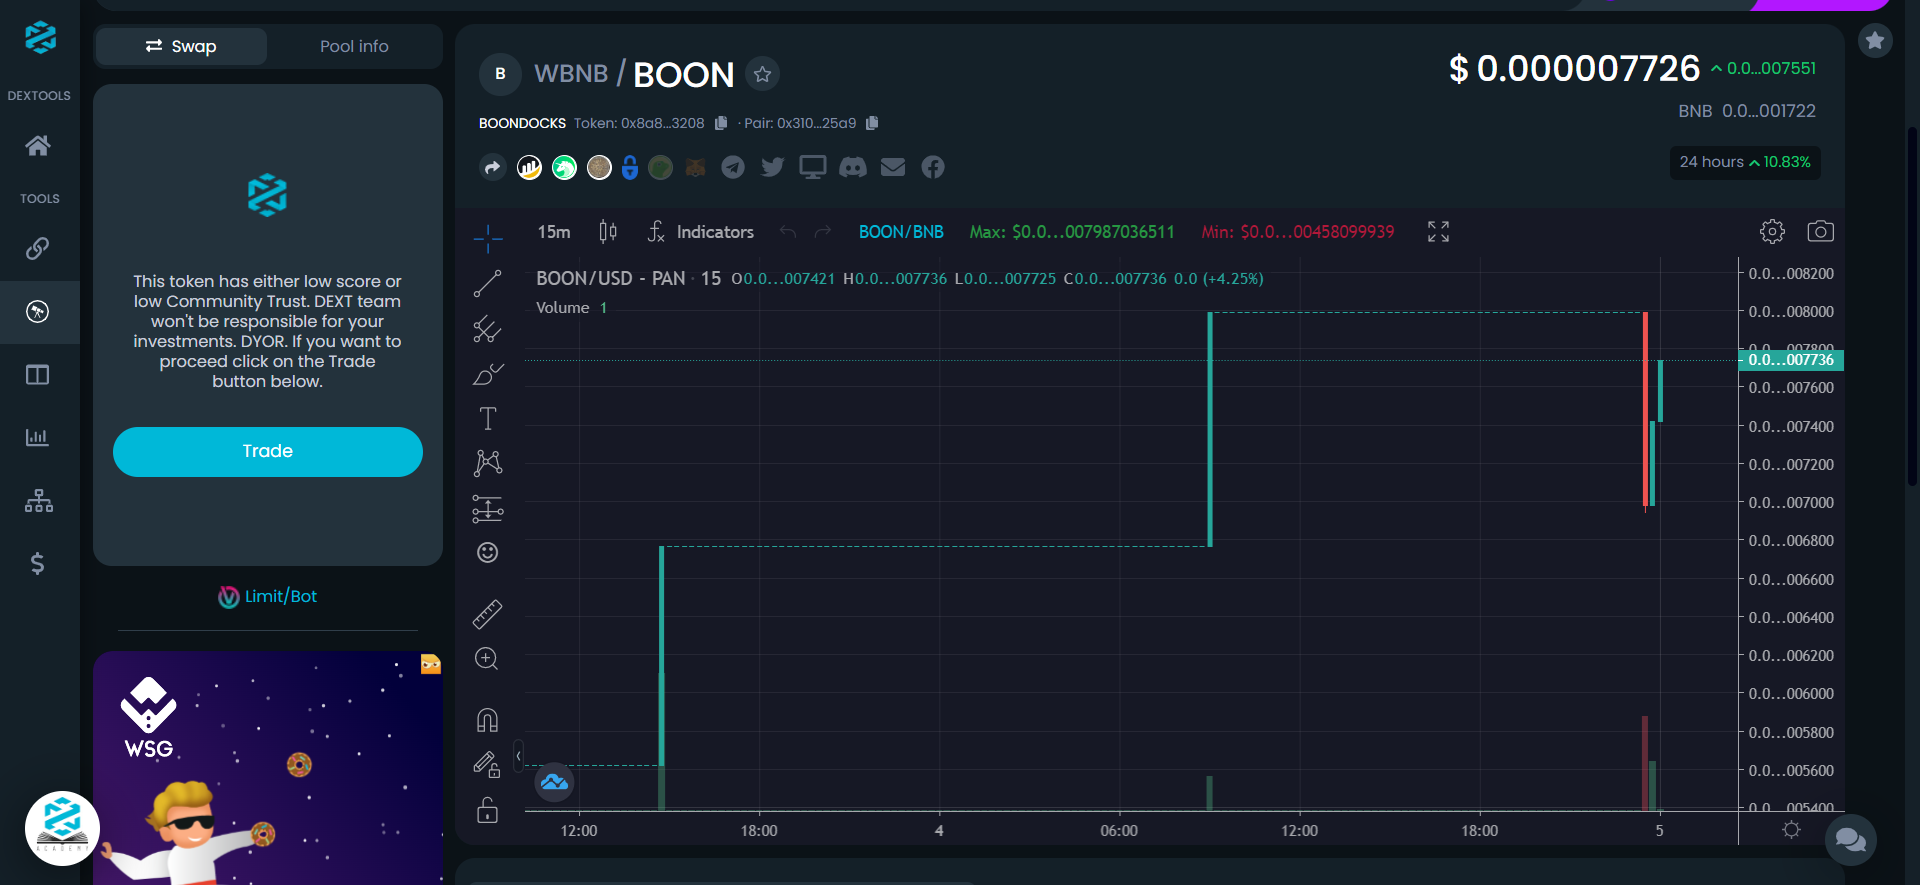 DEXTOOLS
TOOLS
Swap
Pool info
This token has either low score or
low Community Trust. DEXT team
won't be responsible for your
investments. DYOR. If you want to
proceed click on the Trade
button below.
Trade
Limit/Bot
WSG
ACADEMY
B
WBNB / BOON
BOONDOCKS Token: 0x8a8...3208 · Pair: 0x310...25a9
$ 0.000007726 0.0...007551
BNB 0.0...001722
24 hours 10.83%
15m
Indicators
BOON/BNB
Max: $0.0...007987036511
Min: $0.0...00458099939
BOON/USD - PAN · 15 O0.0...007421 H0.0...007736 L0.0...007725 C0.0...007736 0.0 (+4.25%)
Volume 1
0.0...008200
0.0...008000
0.0...007800
0.0...007736
0.0...007600
0.0...007400
0.0...007200
0.0...007000
0.0...006800
0.0...006600
0.0...006400
0.0...006200
0.0...006000
0.0...005800
0.0...005600
0.0...005400
12:00 18:00 4 06:00 12:00 18:00 5